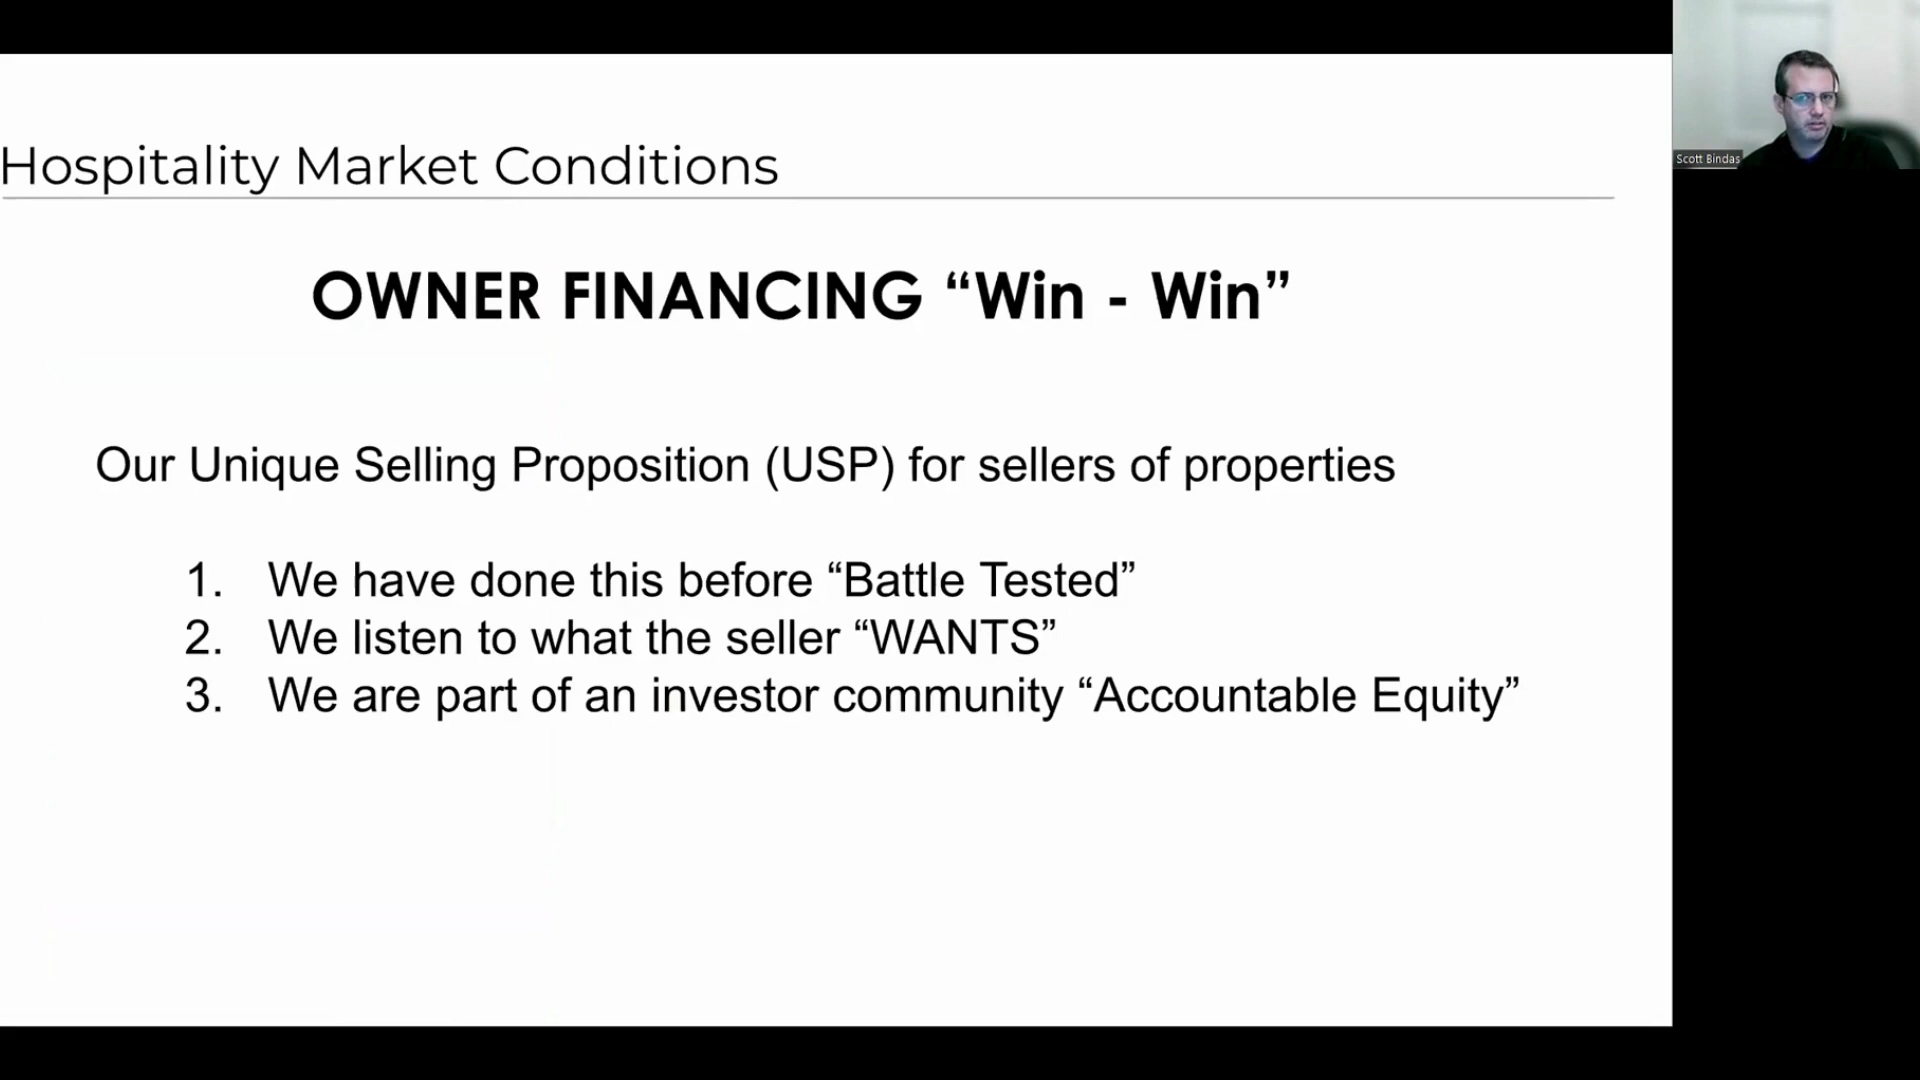 Hospitality Market Conditions
OWNER FINANCING “Win - Win”
Our Unique Selling Proposition (USP) for sellers of properties
1. We have done this before “Battle Tested”
2. We listen to what the seller “WANTS”
3. We are part of an investor community “Accountable Equity”
Scott Bindas